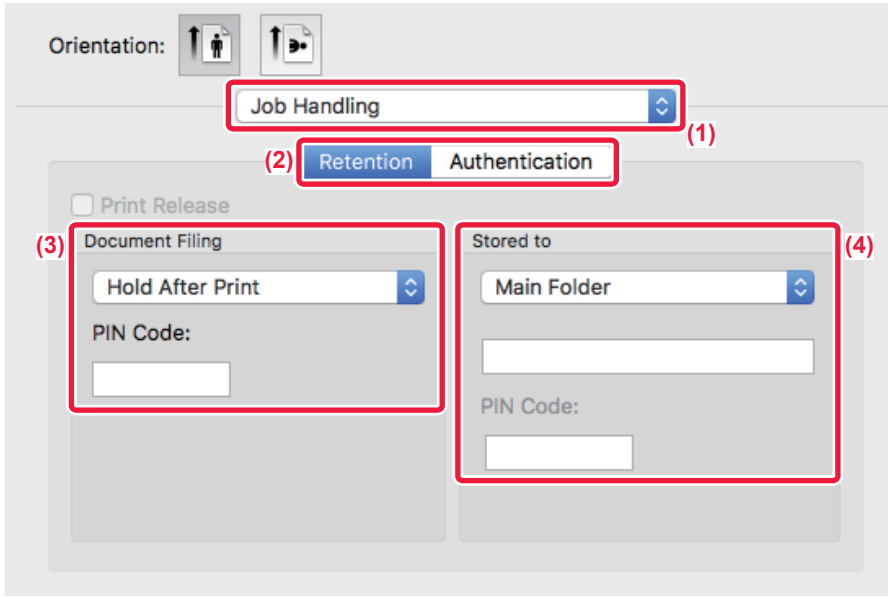 Orientation:
Job Handling
(1)
(2) Retention Authentication
Print Release
(3) Document Filing
Stored to (4)
Hold After Print
Main Folder
PIN Code:
PIN Code: